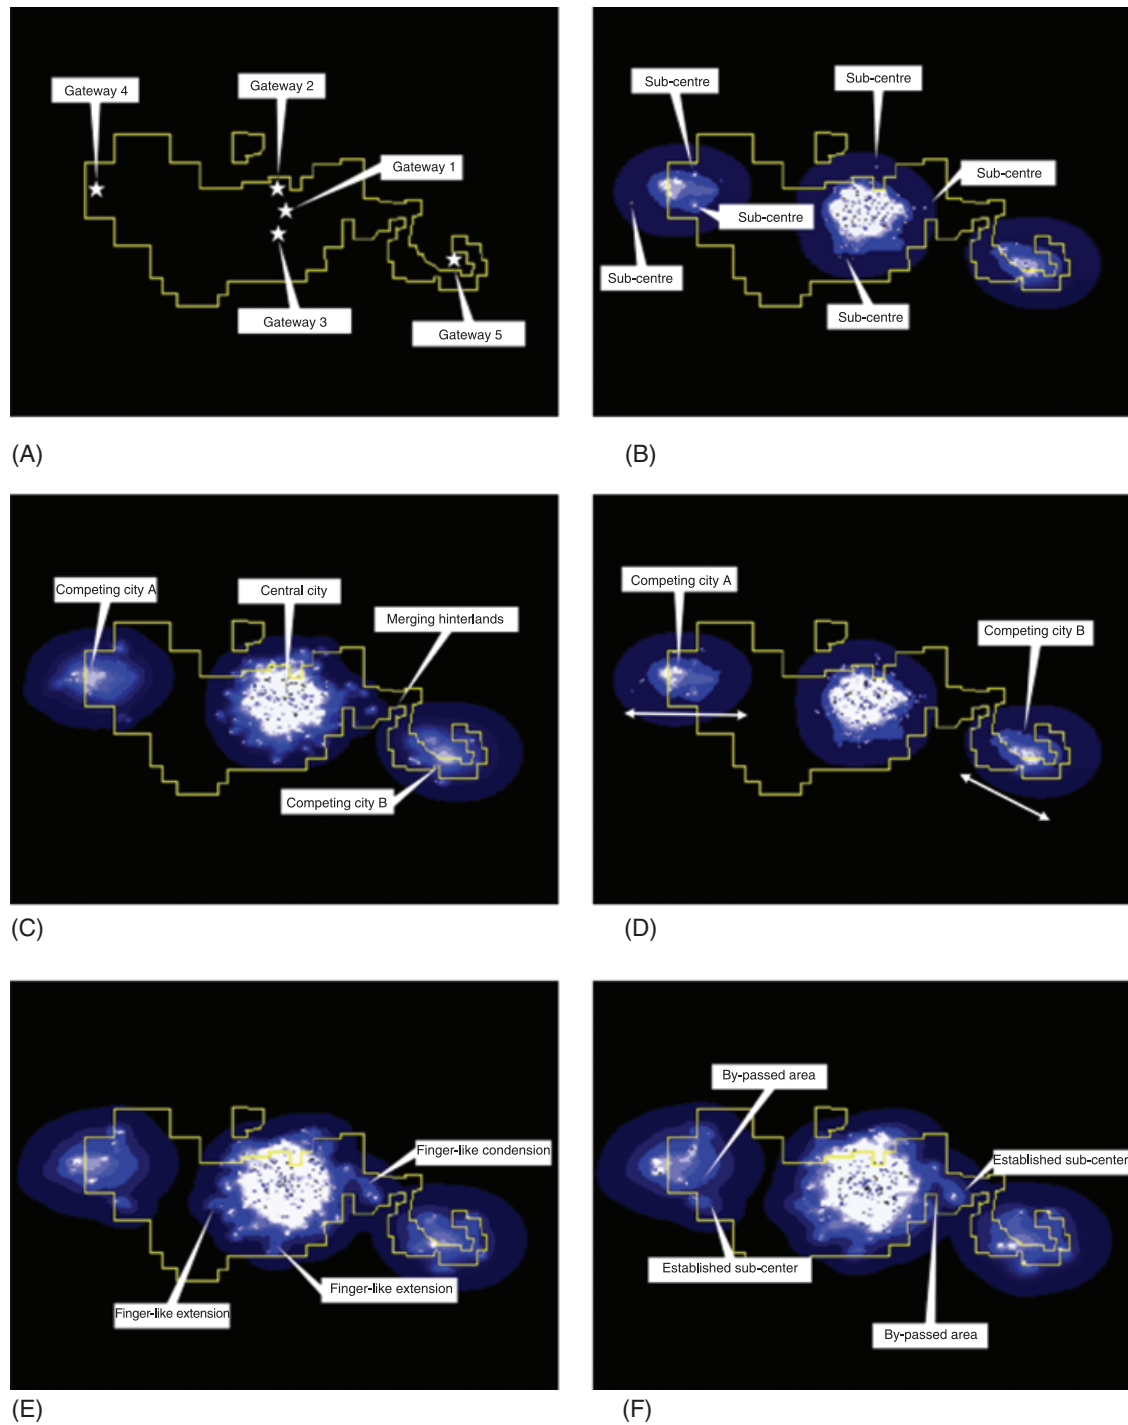 Gateway 4
Gateway 2
Gateway 1
Gateway 3
Gateway 5
(A)
Sub-centre
Sub-centre
Sub-centre
Sub-centre
Sub-centre
Sub-centre
(B)
Competing city A
Central city
Merging hinterlands
Competing city B
(C)
Competing city A
Competing city B
(D)
Finger-like condension
Finger-like extension
Finger-like extension
(E)
By-passed area
Established sub-center
Established sub-center
By-passed area
(F)